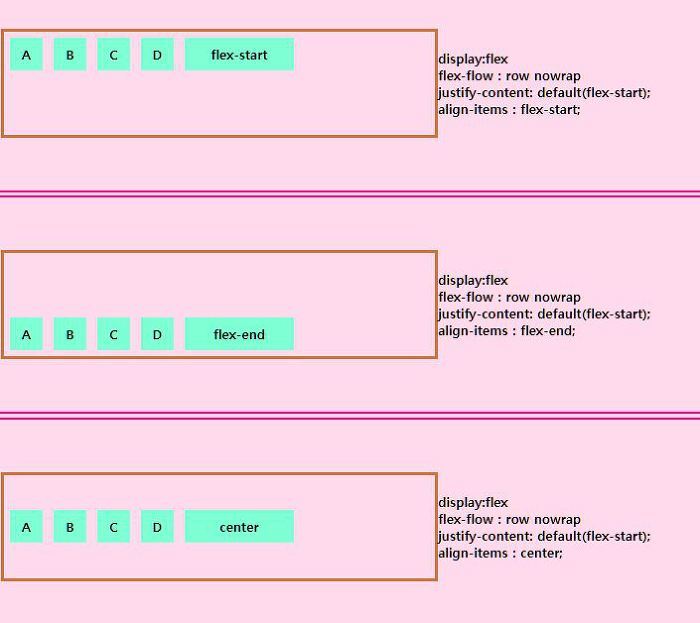 A B C D flex-start
display:flex
flex-flow : row nowrap
justify-content: default(flex-start);
align-items : flex-start;
A B C D flex-end
display:flex
flex-flow : row nowrap
justify-content: default(flex-start);
align-items : flex-end;
A B C D center
display:flex
flex-flow : row nowrap
justify-content: default(flex-start);
align-items : center;